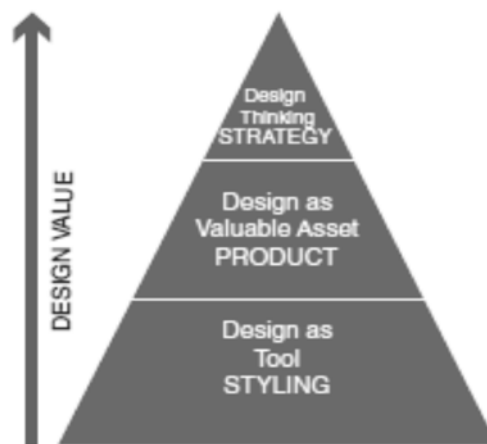 Design
Thinking
STRATEGY
Design as
Valuable Asset
PRODUCT
Design as
Tool
STYLING
DESIGN VALUE